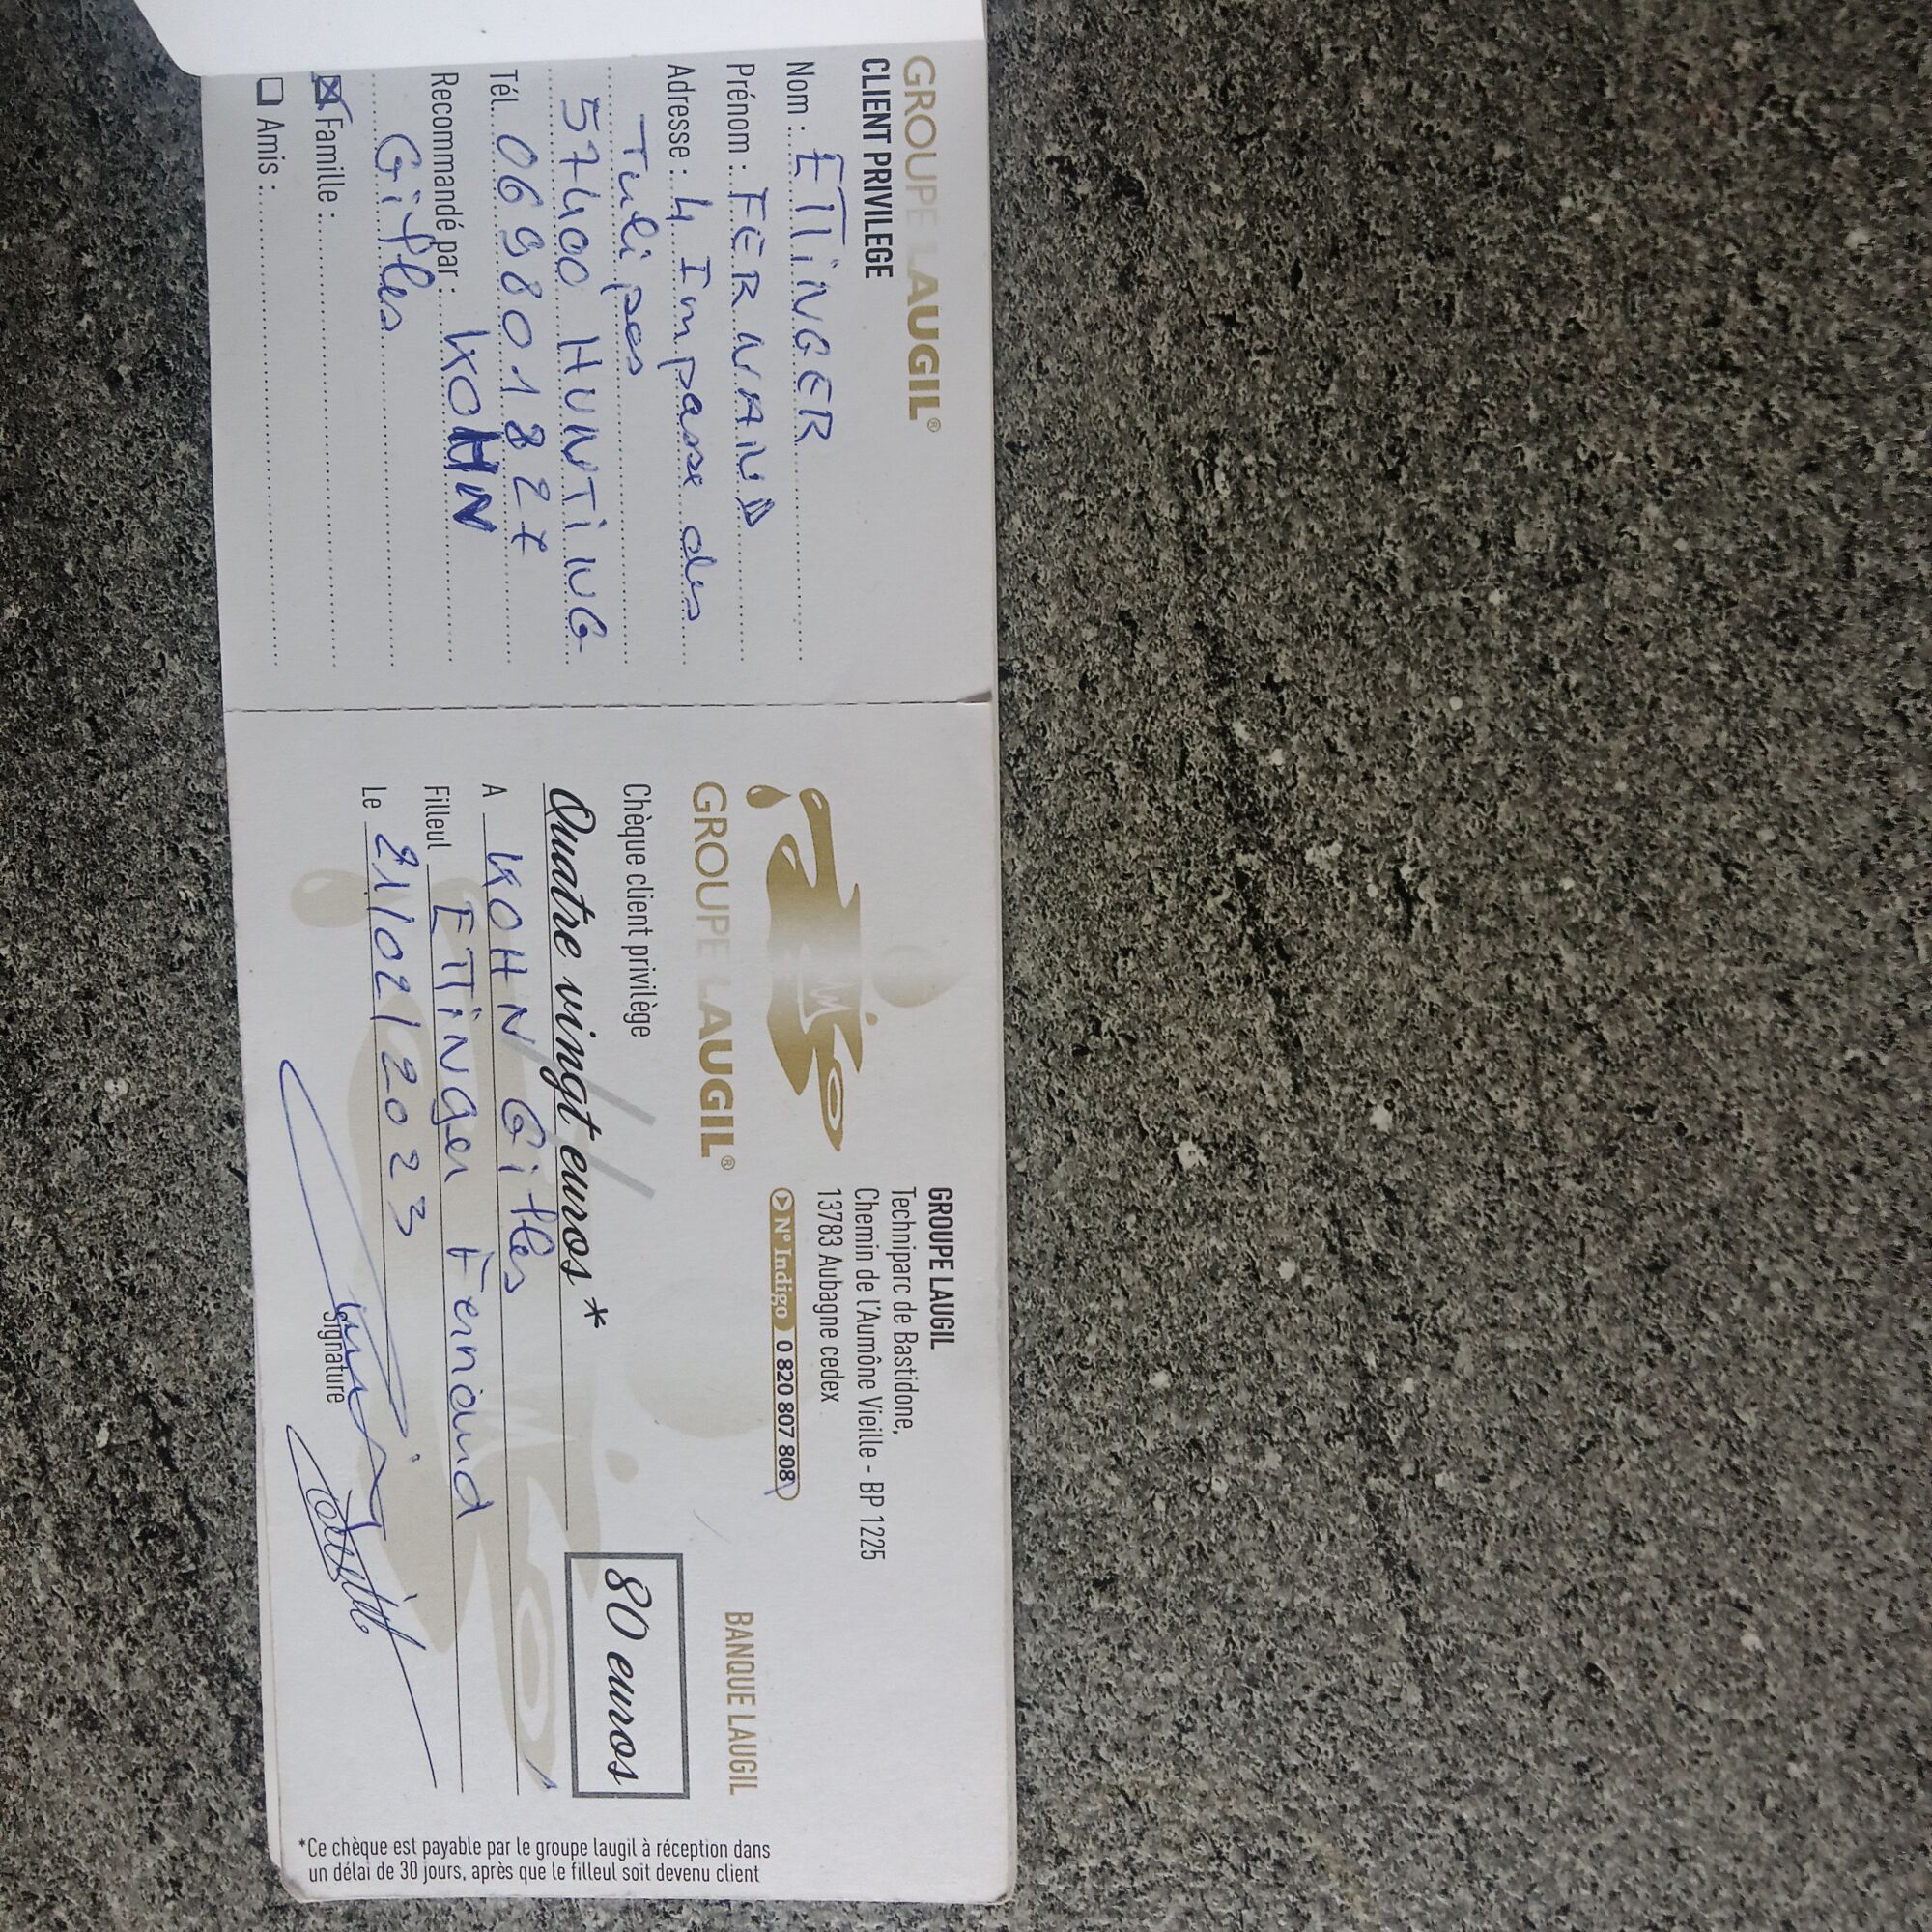 GROUPE LAUGIL®
CLIENT PRIVILEGE
Nom : ETTiNGER
Prénom : FERNAND
Adresse : 4 Impasse des
Tulipes
57400 HUNTiNG
Tél. 069801827
Recommandé par : KOHN
Gilles
☒ Famille :
☐ Amis :
GROUPE LAUGIL
Techniparc de Bastidone,
Chemin de l'Aumône Vieille - BP 1225
13783 Aubagne cedex
N° Indigo 0 820 807 808
GROUPE LAUGIL®
BANQUE LAUGIL
Chèque client privilège
Quatre vingt euros*
80 euros
A KOHN Gilles
Filleul ETTiNger Fernand
Le 21/02/2023
Signature
*Ce chèque est payable par le groupe laugil à réception dans
un délai de 30 jours, après que le filleul soit devenu client